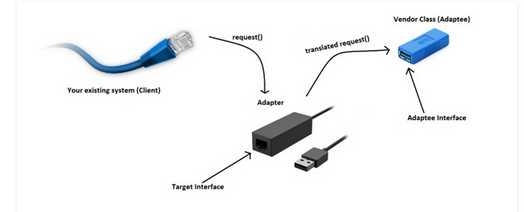 Vendor Class (Adaptee)
request()
translated request()
Your existing system (Client)
Adapter
Adaptee Interface
Target Interface